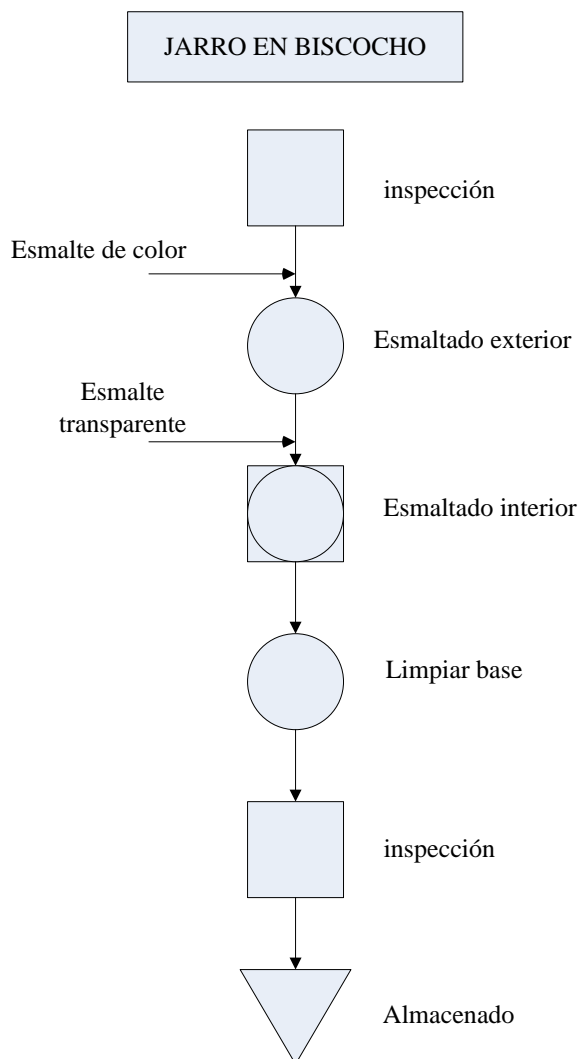 JARRO EN BISCOCHO
inspección
Esmalte de color
Esmaltado exterior
Esmalte
transparente
Esmaltado interior
Limpiar base
inspección
Almacenado